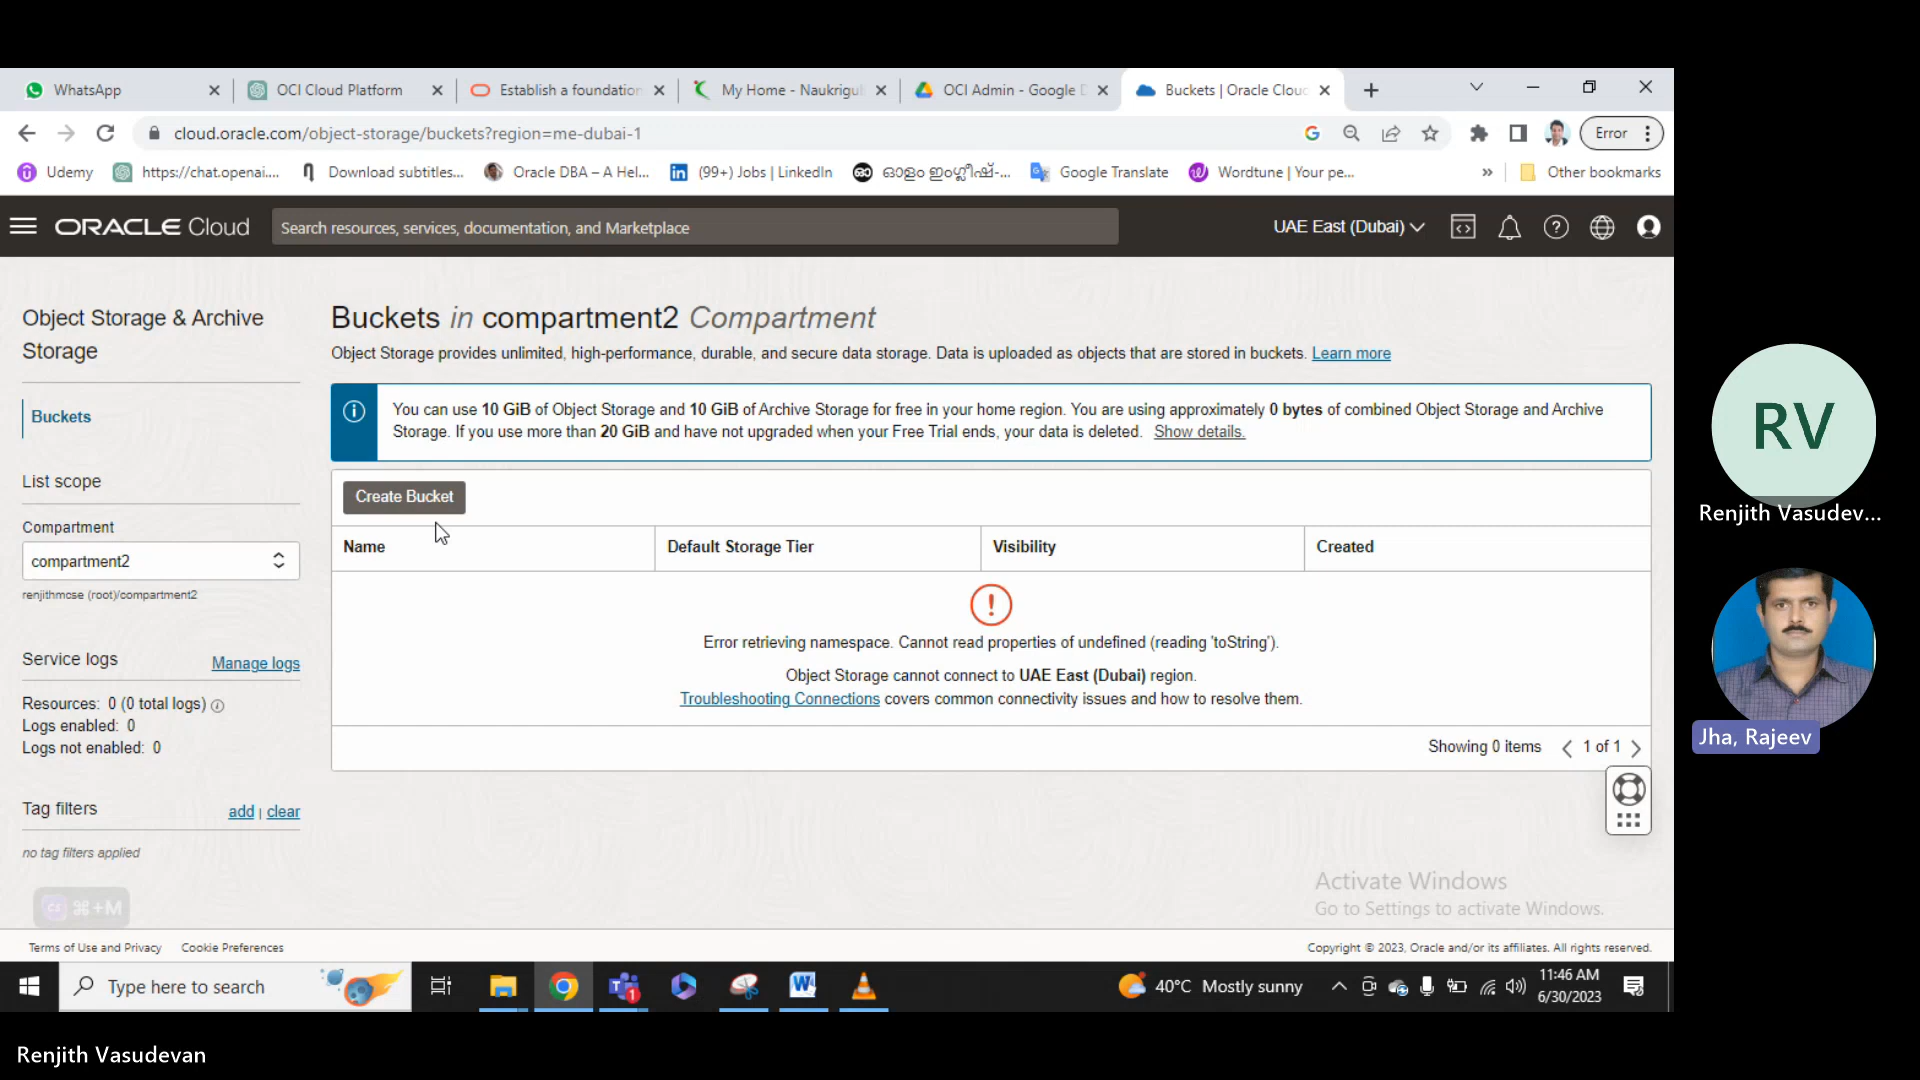 WhatsApp
OCI Cloud Platform
Establish a foundation
My Home - Naukrigul
OCI Admin - Google D
Buckets | Oracle Cloud
cloud.oracle.com/object-storage/buckets?region=me-dubai-1
Error
Udemy
https://chat.openai....
Download subtitles...
Oracle DBA – A Hel...
(99+) Jobs | LinkedIn
ഓളം ഇംഗ്ലീഷ്-...
Google Translate
Wordtune | Your pe...
Other bookmarks
ORACLE Cloud
Search resources, services, documentation, and Marketplace
UAE East (Dubai)
Object Storage & Archive
Storage
Buckets
List scope
Compartment
compartment2
renjithmcse (root)/compartment2
Service logs
Manage logs
Resources: 0 (0 total logs)
Logs enabled: 0
Logs not enabled: 0
Tag filters
add | clear
no tag filters applied
⌘+M
Buckets in compartment2 Compartment
Object Storage provides unlimited, high-performance, durable, and secure data storage. Data is uploaded as objects that are stored in buckets. Learn more
You can use 10 GiB of Object Storage and 10 GiB of Archive Storage for free in your home region. You are using approximately 0 bytes of combined Object Storage and Archive
Storage. If you use more than 20 GiB and have not upgraded when your Free Trial ends, your data is deleted. Show details.
Create Bucket
Name
Default Storage Tier
Visibility
Created
Error retrieving namespace. Cannot read properties of undefined (reading 'toString').
Object Storage cannot connect to UAE East (Dubai) region.
Troubleshooting Connections covers common connectivity issues and how to resolve them.
Showing 0 items
1 of 1
Activate Windows
Go to Settings to activate Windows.
Terms of Use and Privacy
Cookie Preferences
Copyright © 2023, Oracle and/or its affiliates. All rights reserved.
Type here to search
1
40°C Mostly sunny
11:46 AM
6/30/2023
RV
Renjith Vasudev...
Jha, Rajeev
Renjith Vasudevan